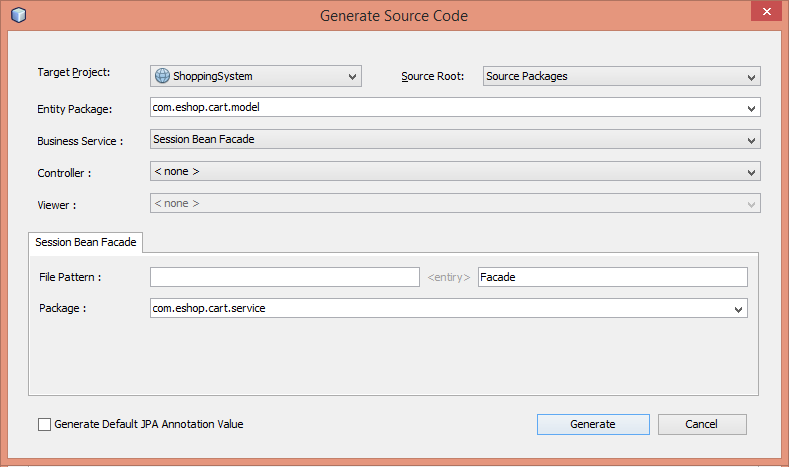 Generate Source Code
Target Project: ShoppingSystem Source Root: Source Packages
Entity Package: com.eshop.cart.model
Business Service : Session Bean Facade
Controller : < none >
Viewer : < none >
Session Bean Facade
File Pattern : <entiry> Facade
Package : com.eshop.cart.service
Generate Default JPA Annotation Value Generate Cancel